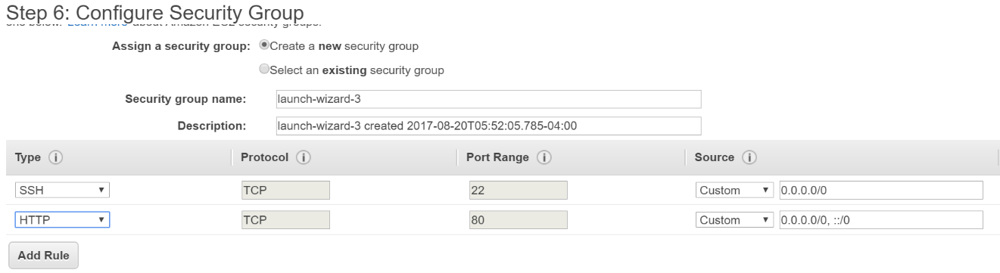 Step 6: Configure Security Group
one below. Learn more about Amazon EC2 security groups.
Assign a security group: Create a new security group
Select an existing security group
Security group name: launch-wizard-3
Description: launch-wizard-3 created 2017-08-20T05:52:05.785-04:00
Type i Protocol i Port Range i Source i
SSH TCP 22 Custom 0.0.0.0/0
HTTP TCP 80 Custom 0.0.0.0/0, ::/0
Add Rule